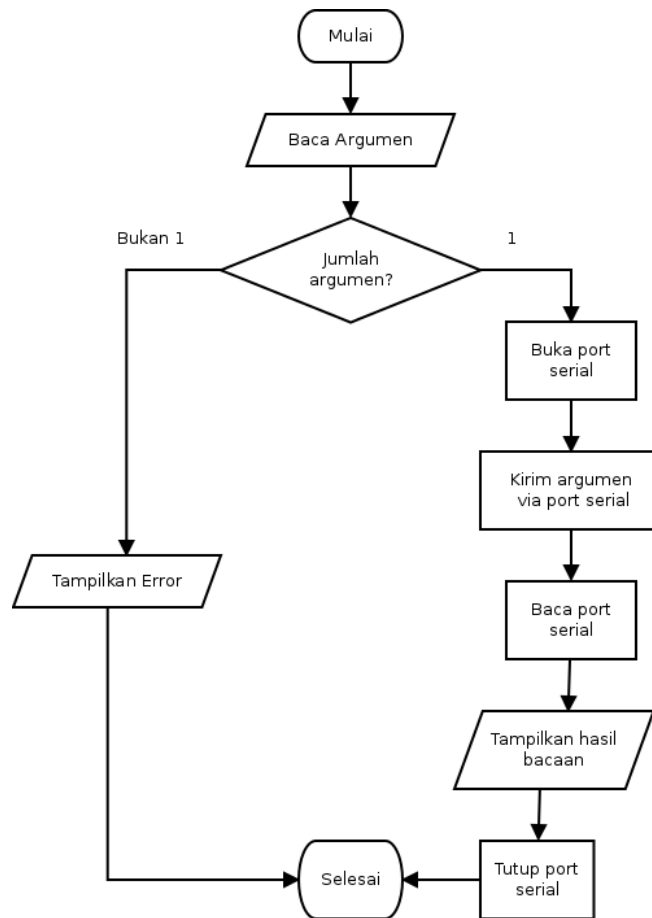 Mulai
Baca Argumen
Bukan 1
1
Jumlah
argumen?
Buka port
serial
Kirim argumen
via port serial
Tampilkan Error
Baca port
serial
Tampilkan hasil
bacaan
Selesai
Tutup port
serial